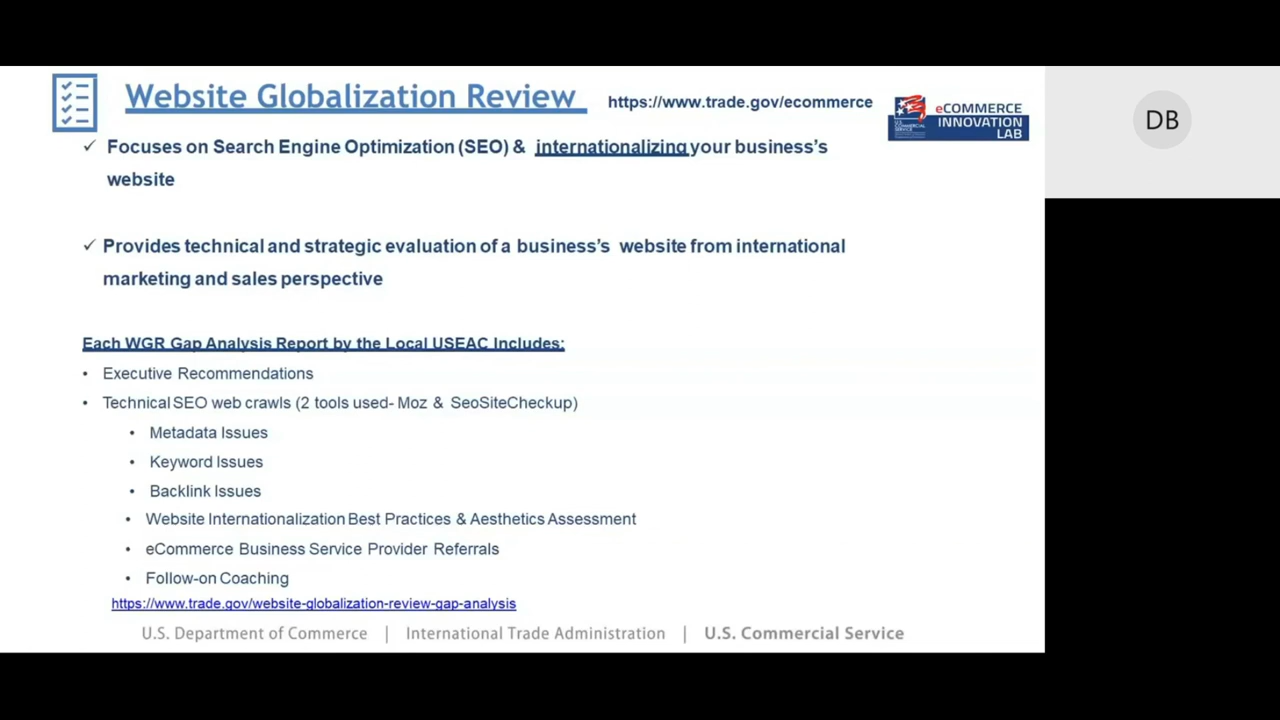 Website Globalization Review
https://www.trade.gov/ecommerce
U.S.
COMMERCIAL
SERVICE
eCOMMERCE
INNOVATION
LAB
DB
✓ Focuses on Search Engine Optimization (SEO) & internationalizing your business's
website
✓ Provides technical and strategic evaluation of a business's website from international
marketing and sales perspective
Each WGR Gap Analysis Report by the Local USEAC Includes:
• Executive Recommendations
• Technical SEO web crawls (2 tools used- Moz & SeoSiteCheckup)
• Metadata Issues
• Keyword Issues
• Backlink Issues
• Website Internationalization Best Practices & Aesthetics Assessment
• eCommerce Business Service Provider Referrals
• Follow-on Coaching
https://www.trade.gov/website-globalization-review-gap-analysis
U.S. Department of Commerce | International Trade Administration | U.S. Commercial Service